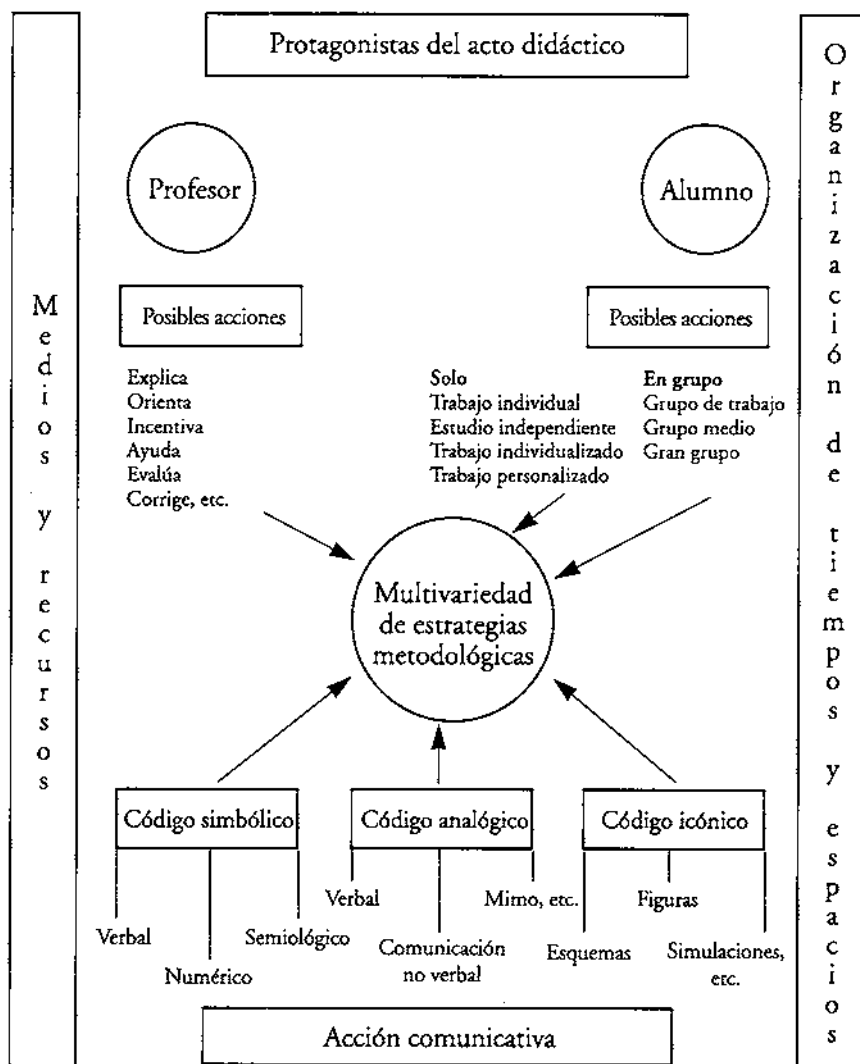 Protagonistas del acto didáctico
Medios y recursos
Organización de tiempos y espacios
Profesor
Alumno
Posibles acciones
Posibles acciones
Explica
Orienta
Incentiva
Ayuda
Evalúa
Corrige, etc.
Solo
Trabajo individual
Estudio independiente
Trabajo individualizado
Trabajo personalizado
En grupo
Grupo de trabajo
Grupo medio
Gran grupo
Multivariedad
de estrategias
metodológicas
Código simbólico
Código analógico
Código icónico
Verbal
Numérico
Semiológico
Verbal
Comunicación
no verbal
Mimo, etc.
Esquemas
Figuras
Simulaciones,
etc.
Acción comunicativa